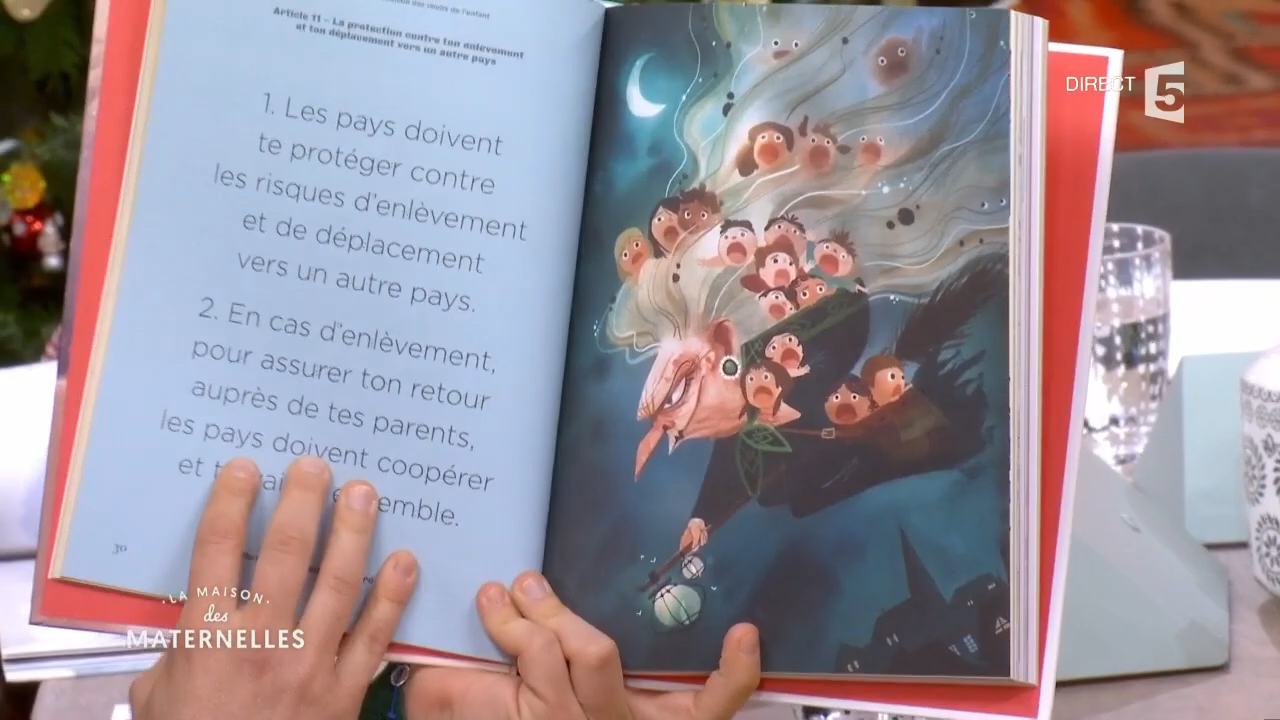 Article 11 – La protection contre ton enlèvement
et ton déplacement vers un autre pays
1. Les pays doivent
te protéger contre
les risques d'enlèvement
et de déplacement
vers un autre pays.
2. En cas d'enlèvement,
pour assurer ton retour
auprès de tes parents,
les pays doivent coopérer
et
30
DIRECT 5
LA MAISON
des
MATERNELLES